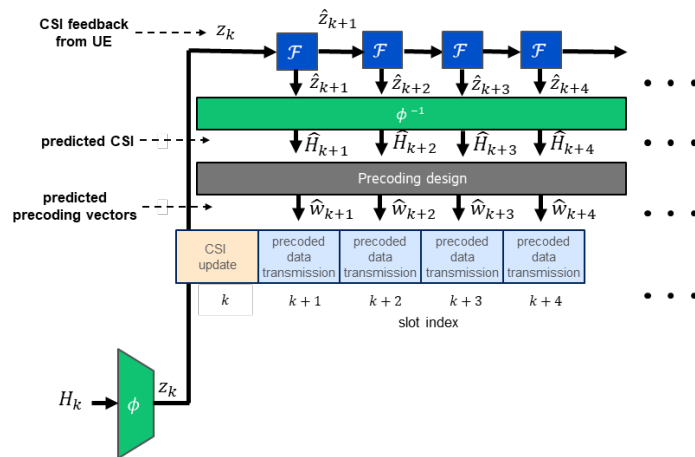 CSI feedback
from UE
z_k
ẑ_{k+1}
ℱ ℱ ℱ ℱ
ẑ_{k+1} ẑ_{k+2} ẑ_{k+3} ẑ_{k+4}
ϕ^{-1}
predicted CSI
Ĥ_{k+1} Ĥ_{k+2} Ĥ_{k+3} Ĥ_{k+4}
Precoding design
predicted
precoding vectors
ŵ_{k+1} ŵ_{k+2} ŵ_{k+3} ŵ_{k+4}
CSI
update
precoded
data
transmission
precoded
data
transmission
precoded
data
transmission
precoded
data
transmission
k k + 1 k + 2 k + 3 k + 4
slot index
H_k
ϕ
z_k